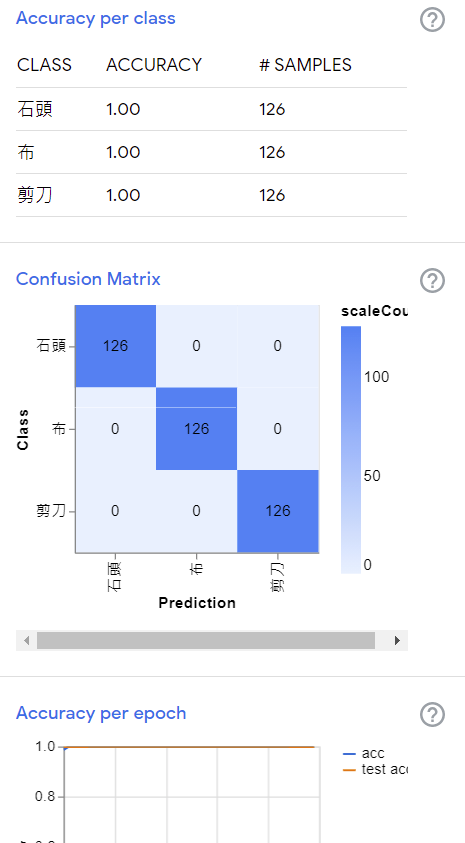 Accuracy per class
CLASS ACCURACY # SAMPLES
石頭 1.00 126
布 1.00 126
剪刀 1.00 126
Confusion Matrix
scaleCou
石頭 126 0 0
100
布 0 126 0
Class
50
剪刀 0 0 126
0
石頭 布 剪刀
Prediction
Accuracy per epoch
1.0
acc
test acc
0.8